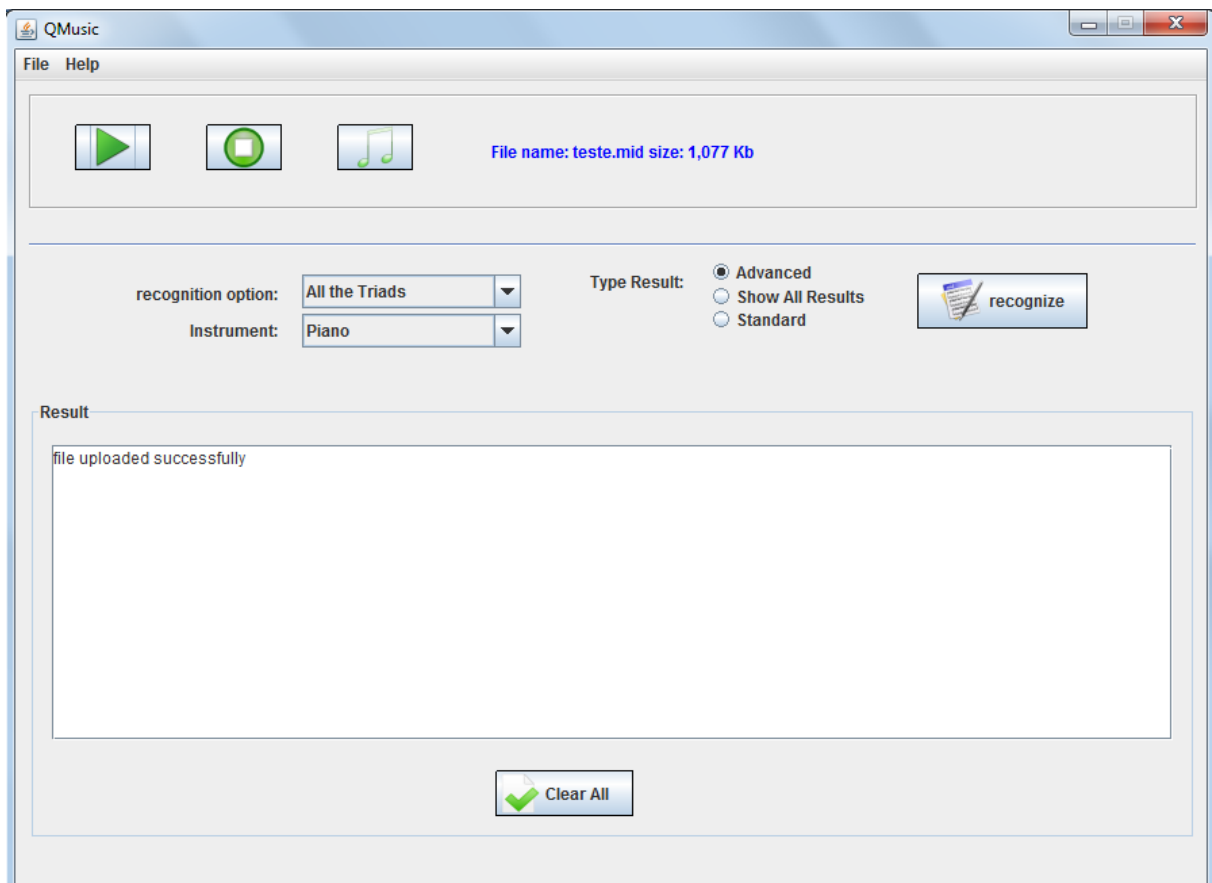 QMusic
File Help
File name: teste.mid size: 1,077 Kb
recognition option: All the Triads
Instrument: Piano
Type Result:
Advanced
Show All Results
Standard
recognize
Result
file uploaded successfully
Clear All